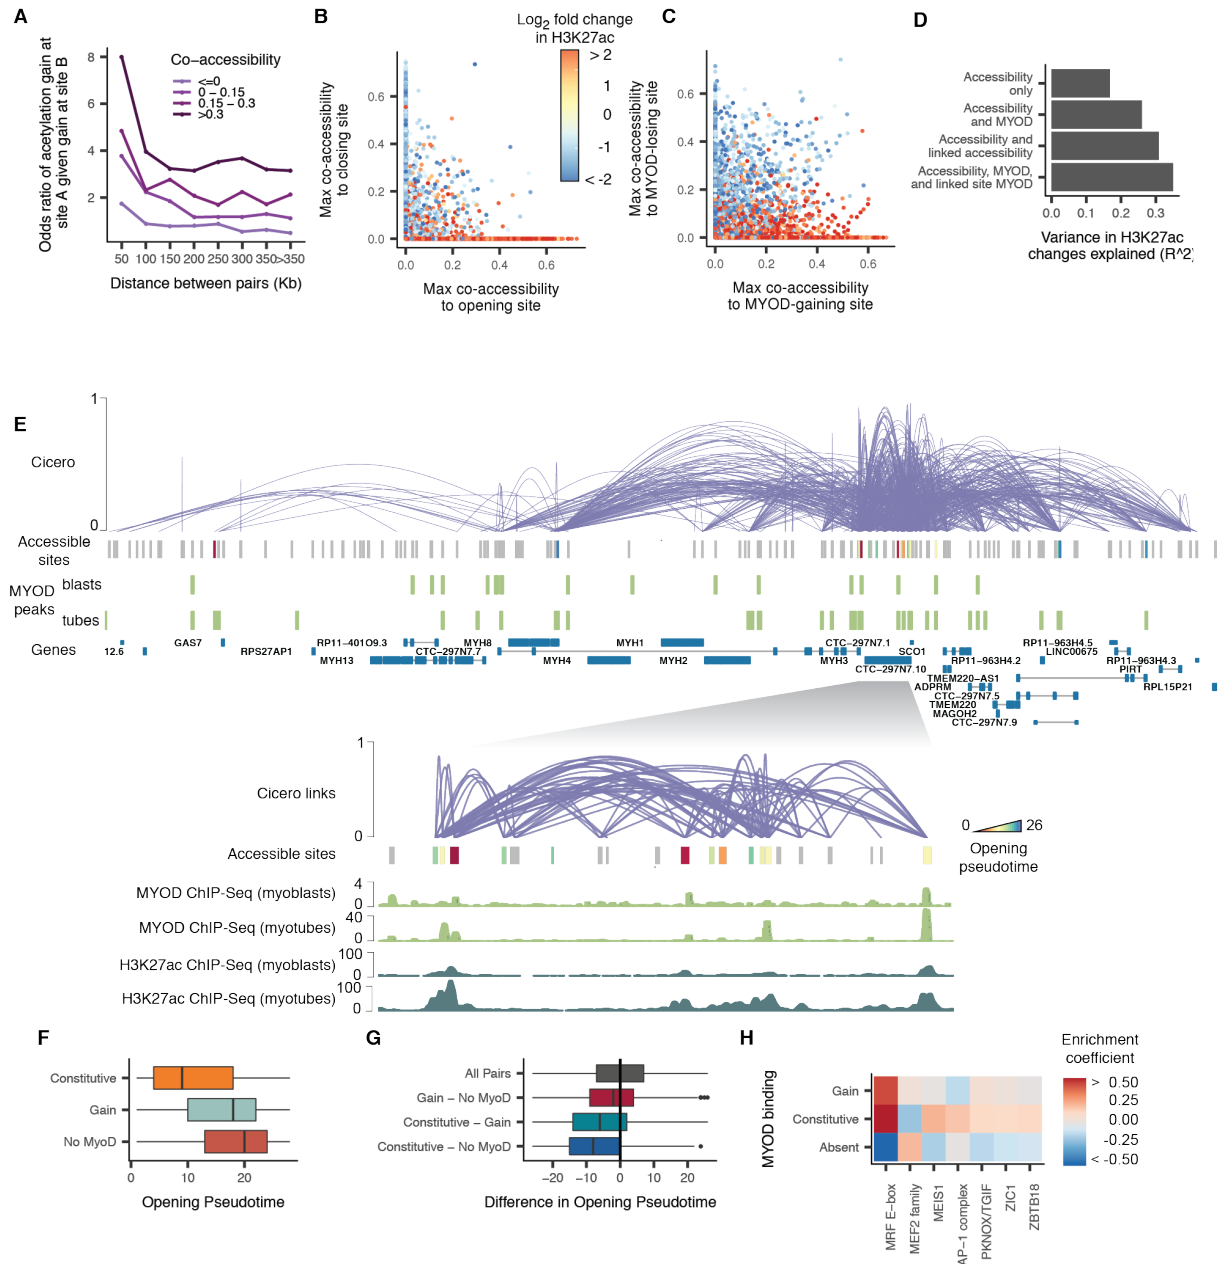 A
Odds ratio of acetylation gain at
site A given gain at site B
8
6
4
2
50 100 150 200 250 300 350 >350
Distance between pairs (Kb)
Co−accessibility
<=0
0 − 0.15
0.15 − 0.3
>0.3
B
Max co−accessibility
to closing site
0.6
0.4
0.2
0.0
0.0 0.2 0.4 0.6
Max co−accessibility
to opening site
Log2 fold change
in H3K27ac
> 2
1
0
-1
< -2
C
Max co−accessibility
to MYOD−losing site
0.6
0.4
0.2
0.0
0.0 0.2 0.4 0.6
Max co−accessibility
to MYOD−gaining site
D
Accessibility
only
Accessibility
and MYOD
Accessibility and
linked accessibility
Accessibility, MYOD,
and linked site MYOD
0.0 0.1 0.2 0.3
Variance in H3K27ac
changes explained (R^2)
E
1
Cicero
0
Accessible
sites
MYOD
peaks
blasts
tubes
Genes
12.6
GAS7
RPS27AP1
RP11−401O9.3
MYH13
CTC−297N7.7
MYH8
MYH4
MYH1
MYH2
MYH3
CTC−297N7.1
CTC−297N7.10
SCO1
ADPRM
TMEM220−AS1
RP11−963H4.2
RP11−963H4.5
LINC00675
RP11−963H4.3
PIRT
RPL15P21
CTC−297N7.5
TMEM220
MAGOH2
CTC−297N7.9
1
Cicero links
0
Accessible sites
0 26
Opening
pseudotime
MYOD ChIP-Seq (myoblasts)
4
0
MYOD ChIP-Seq (myotubes)
40
0
H3K27ac ChIP-Seq (myoblasts)
100
0
H3K27ac ChIP-Seq (myotubes)
100
0
F
Constitutive
Gain
No MyoD
0 10 20
Opening Pseudotime
G
All Pairs
Gain − No MyoD
Constitutive − Gain
Constitutive − No MyoD
−20 −10 0 10 20
Difference in Opening Pseudotime
H
MYOD binding
Gain
Constitutive
Absent
MRF E−box
MEF2 family
MEIS1
AP−1 complex
PKNOX/TGIF
ZIC1
ZBTB18
Enrichment
coefficient
> 0.50
0.25
0.00
-0.25
< -0.50